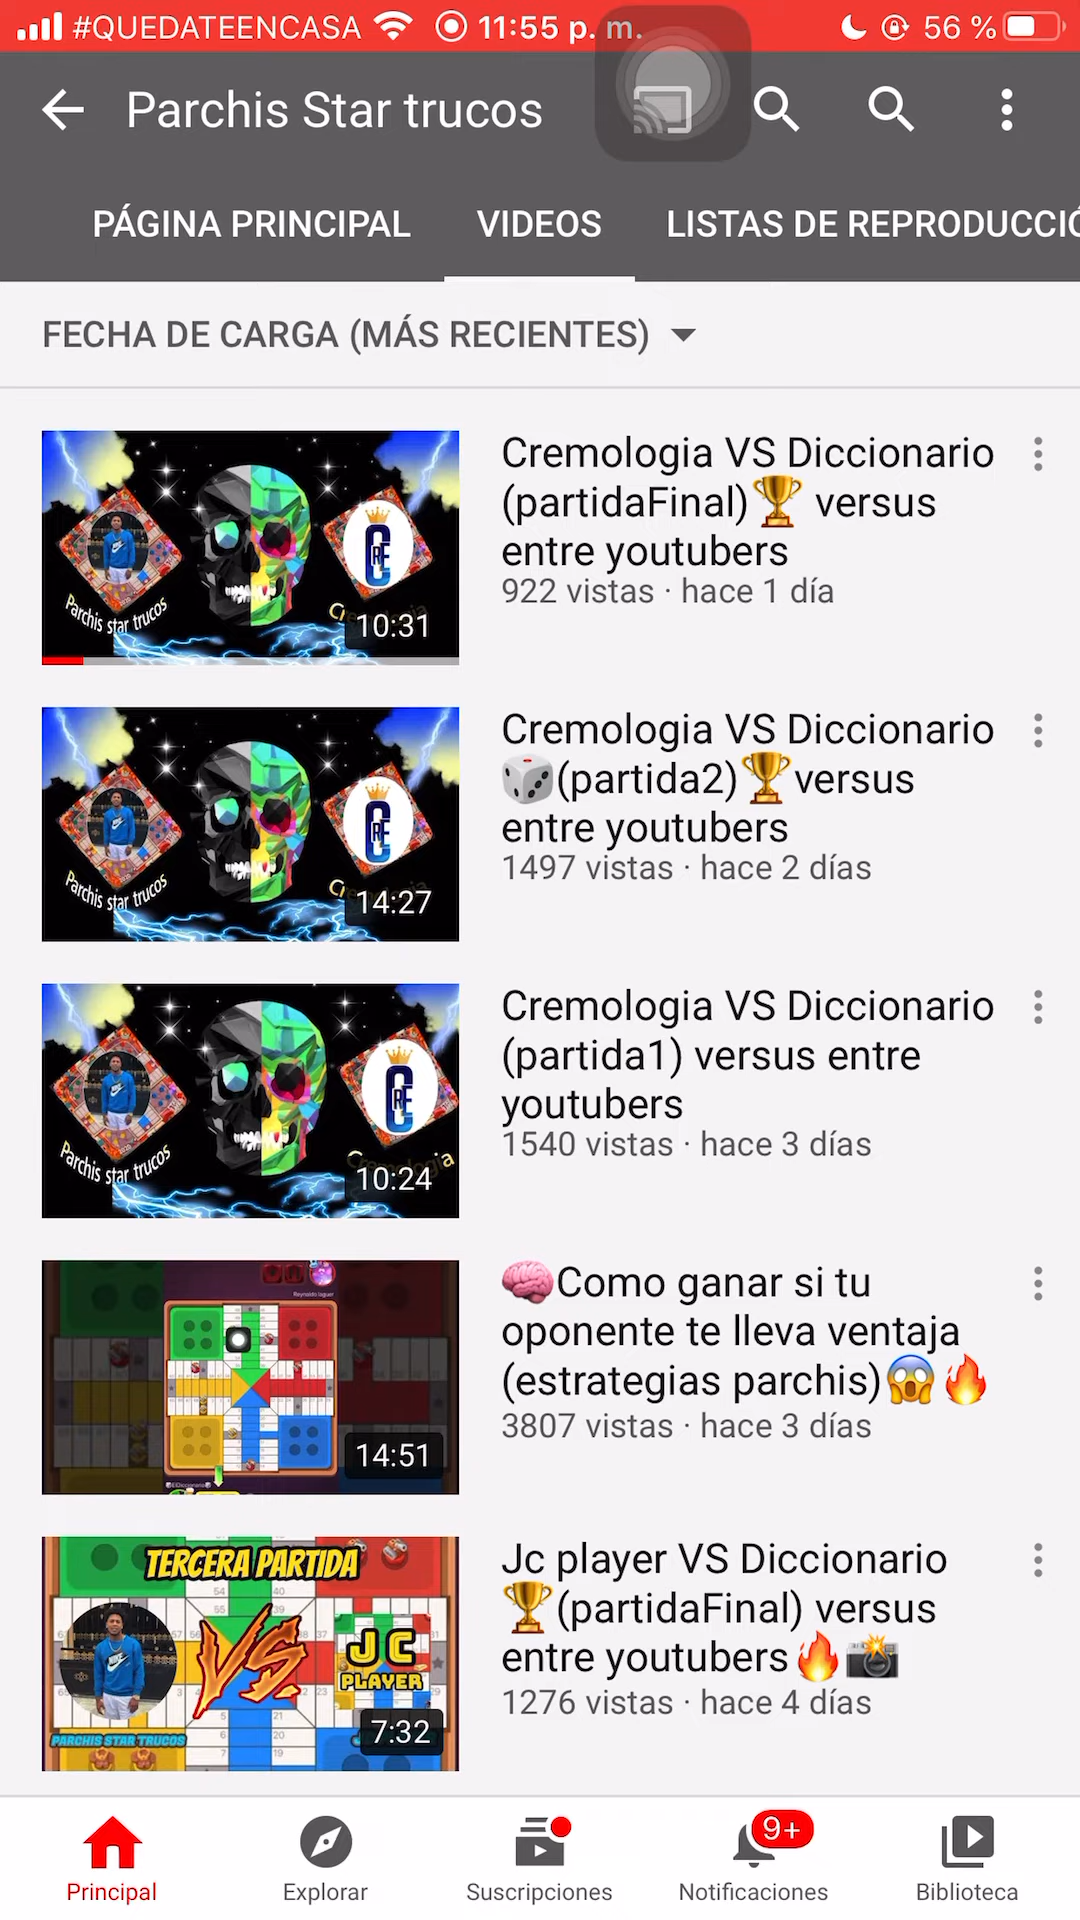 #QUEDATEENCASA 11:55 p. m. 56 %
Parchis Star trucos
PÁGINA PRINCIPAL VIDEOS LISTAS DE REPRODUCCIÓ
FECHA DE CARGA (MÁS RECIENTES)
Parchis star trucos
CRE
10:31
Cremologia VS Diccionario
(partidaFinal)🏆 versus
entre youtubers
922 vistas · hace 1 día
Parchis star trucos
CRE
Cremologia
14:27
Cremologia VS Diccionario
🎲(partida2)🏆versus
entre youtubers
1497 vistas · hace 2 días
Parchis star trucos
CRE
Cremologia
10:24
Cremologia VS Diccionario
(partida1) versus entre
youtubers
1540 vistas · hace 3 días
14:51
🧠Como ganar si tu
oponente te lleva ventaja
(estrategias parchis)😱🔥
3807 vistas · hace 3 días
TERCERA PARTIDA
VS
JC
PLAYER
PARCHIS STAR TRUCOS
7:32
Jc player VS Diccionario
🏆(partidaFinal) versus
entre youtubers🔥📸
1276 vistas · hace 4 días
9+
Principal Explorar Suscripciones Notificaciones Biblioteca